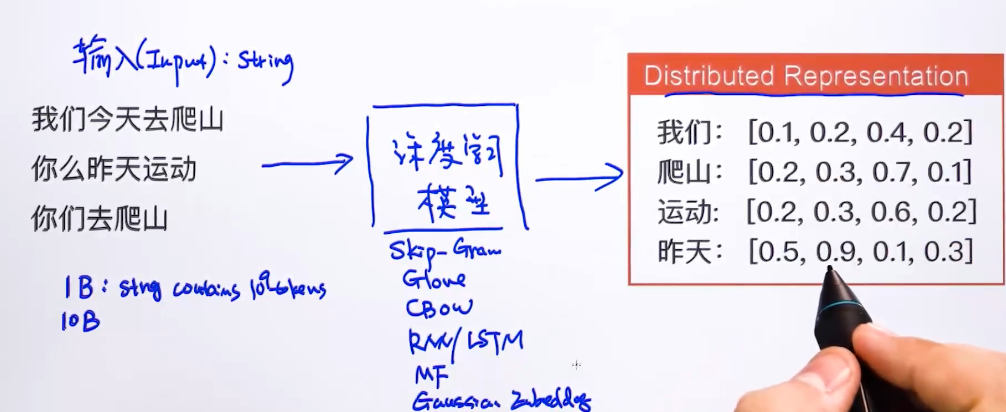 输入(Input): String
我们今天去爬山
你么昨天运动
你们去爬山
1B: string contains 10^9 tokens
10B
深度学习
模型
Skip-Gram
Glove
CBOW
RNN/LSTM
MF
Gaussian Embedding
Distributed Representation
我们: [0.1, 0.2, 0.4, 0.2]
爬山: [0.2, 0.3, 0.7, 0.1]
运动: [0.2, 0.3, 0.6, 0.2]
昨天: [0.5, 0.9, 0.1, 0.3]